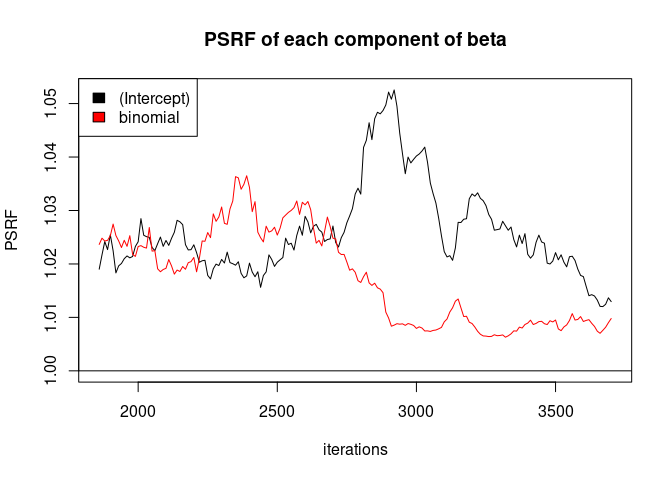 PSRF of each component of beta
(Intercept)
binomial
PSRF
1.05
1.04
1.03
1.02
1.01
1.00
2000 2500 3000 3500
iterations